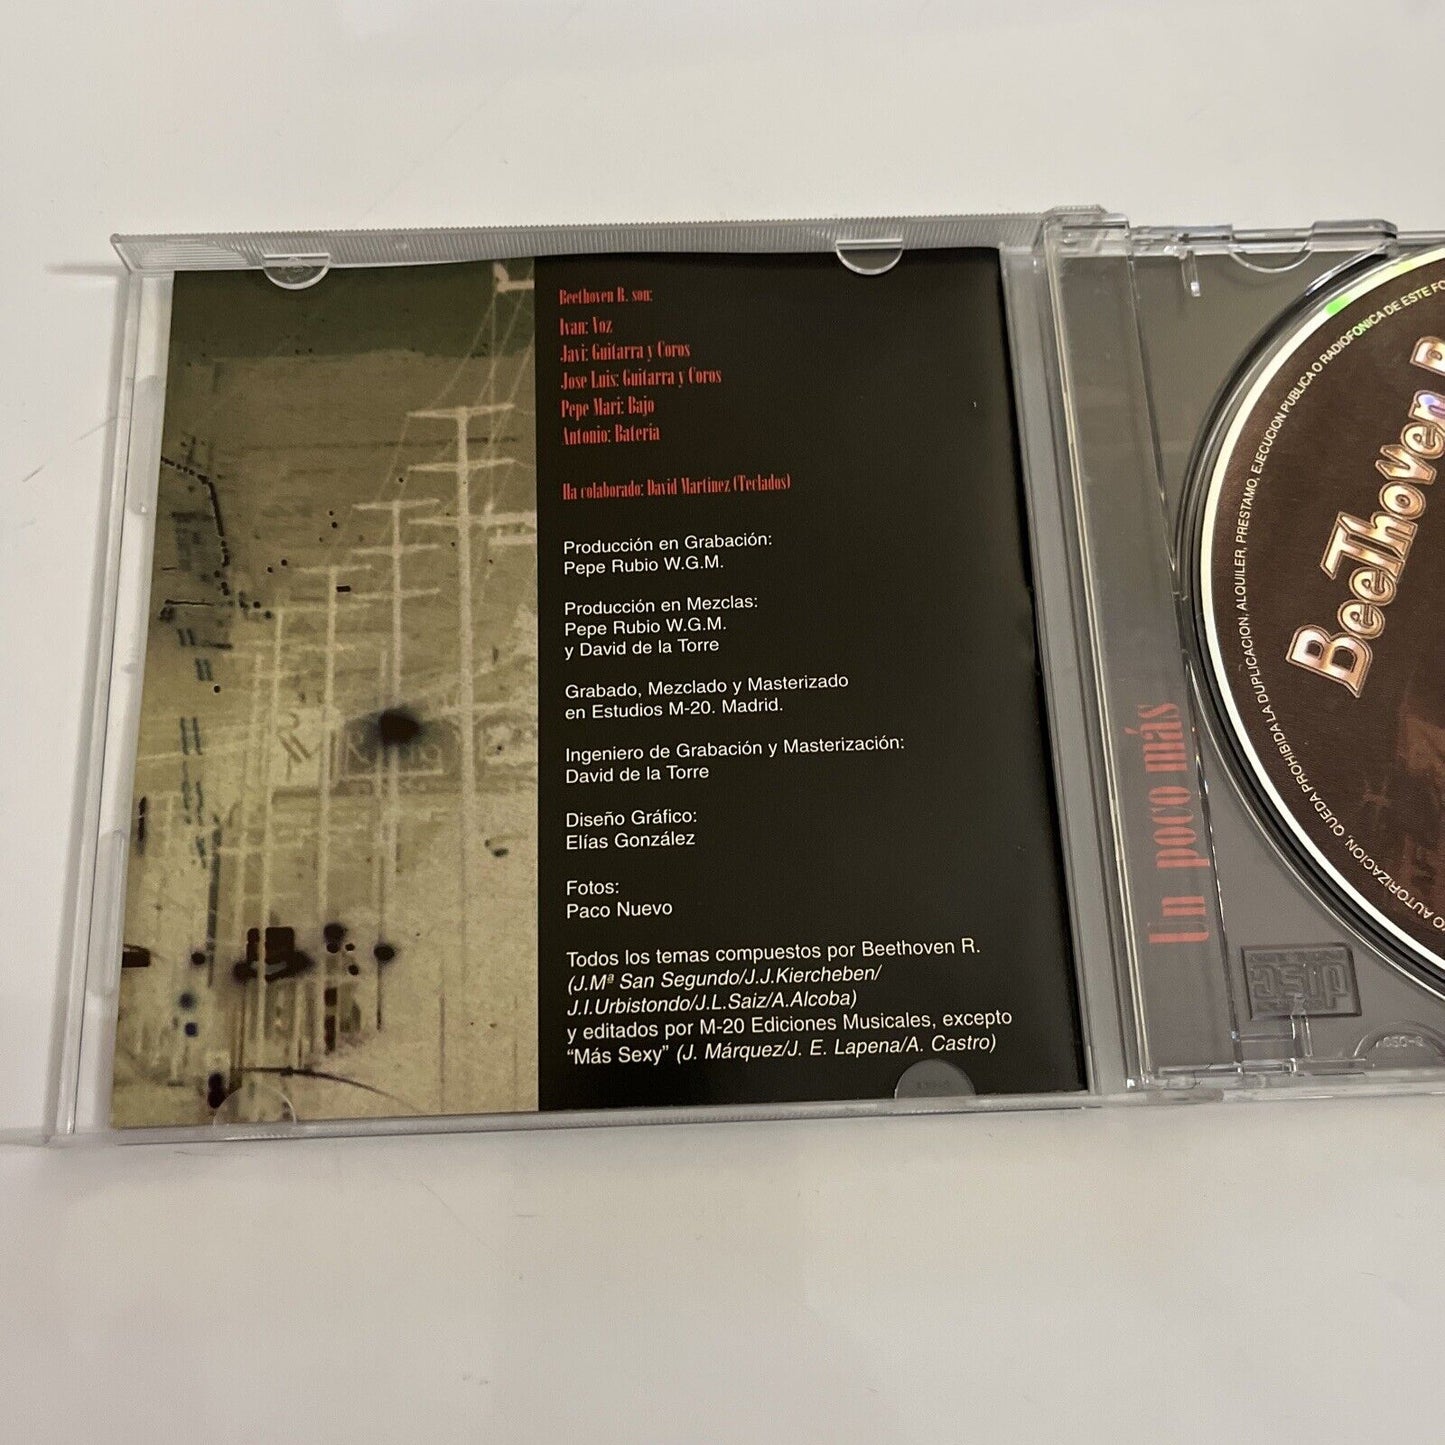 Beethoven R. son:
Ivan: Voz
Javi: Guitarra y Coros
Jose Luis: Guitarra y Coros
Pepe Mari: Bajo
Antonio: Bateria
Ha colaborado: David Martinez (Teclados)
Producción en Grabación:
Pepe Rubio W.G.M.
Producción en Mezclas:
Pepe Rubio W.G.M.
y David de la Torre
Grabado, Mezclado y Masterizado
en Estudios M-20. Madrid.
Ingeniero de Grabación y Masterización:
David de la Torre
Diseño Gráfico:
Elías González
Fotos:
Paco Nuevo
Todos los temas compuestos por Beethoven R.
(J.Mª San Segundo/J.J.Kiercheben/
J.I.Urbistondo/J.L.Saiz/A.Alcoba)
y editados por M-20 Ediciones Musicales, excepto
“Más Sexy” (J. Márquez/J. E. Lapena/A. Castro)
Un poco más
BeeThoven R
AUTORIZACION, QUEDA PROHIBIDA LA DUPLICACION, ALQUILER, PRESTAMO, EJECUCION PUBLICA O RADIOFONICA DE ESTE
disc